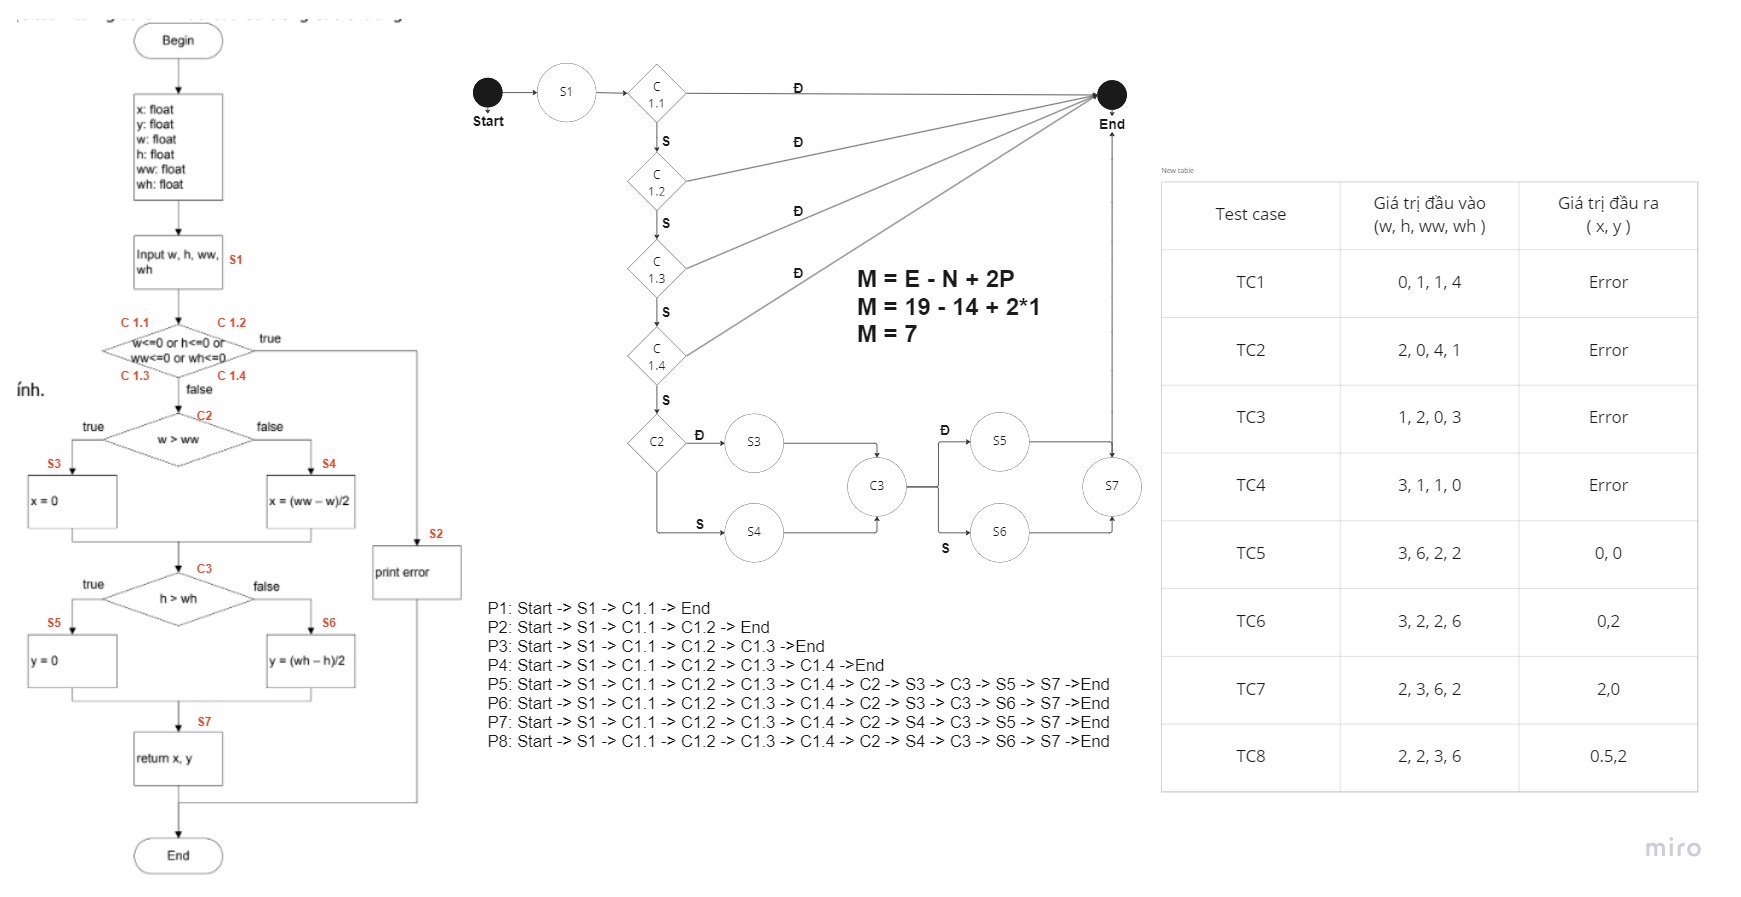 Begin
x: float
y: float
w: float
h: float
ww: float
wh: float
Input w, h, ww,
wh
S1
C 1.1
C 1.2
w<=0 or h<=0 or
ww<=0 or wh<=0
C 1.3
C 1.4
true
false
ính.
C2
true
w > ww
false
S3
S4
x = 0
x = (ww – w)/2
S2
print error
C3
true
h > wh
false
S5
S6
y = 0
y = (wh – h)/2
S7
return x, y
End
Start
S1
C
1.1
Đ
End
S
C
1.2
Đ
S
C
1.3
Đ
S
C
1.4
Đ
S
C2
Đ
S3
S
S4
C3
Đ
S5
S
S6
S7
M = E - N + 2P
M = 19 - 14 + 2*1
M = 7
P1: Start -> S1 -> C1.1 -> End
P2: Start -> S1 -> C1.1 -> C1.2 -> End
P3: Start -> S1 -> C1.1 -> C1.2 -> C1.3 ->End
P4: Start -> S1 -> C1.1 -> C1.2 -> C1.3 -> C1.4 ->End
P5: Start -> S1 -> C1.1 -> C1.2 -> C1.3 -> C1.4 -> C2 -> S3 -> C3 -> S5 -> S7 ->End
P6: Start -> S1 -> C1.1 -> C1.2 -> C1.3 -> C1.4 -> C2 -> S3 -> C3 -> S6 -> S7 ->End
P7: Start -> S1 -> C1.1 -> C1.2 -> C1.3 -> C1.4 -> C2 -> S4 -> C3 -> S5 -> S7 ->End
P8: Start -> S1 -> C1.1 -> C1.2 -> C1.3 -> C1.4 -> C2 -> S4 -> C3 -> S6 -> S7 ->End
New table
Test case
Giá trị đầu vào
(w, h, ww, wh )
Giá trị đầu ra
( x, y )
TC1 0, 1, 1, 4 Error
TC2 2, 0, 4, 1 Error
TC3 1, 2, 0, 3 Error
TC4 3, 1, 1, 0 Error
TC5 3, 6, 2, 2 0, 0
TC6 3, 2, 2, 6 0,2
TC7 2, 3, 6, 2 2,0
TC8 2, 2, 3, 6 0.5,2
miro